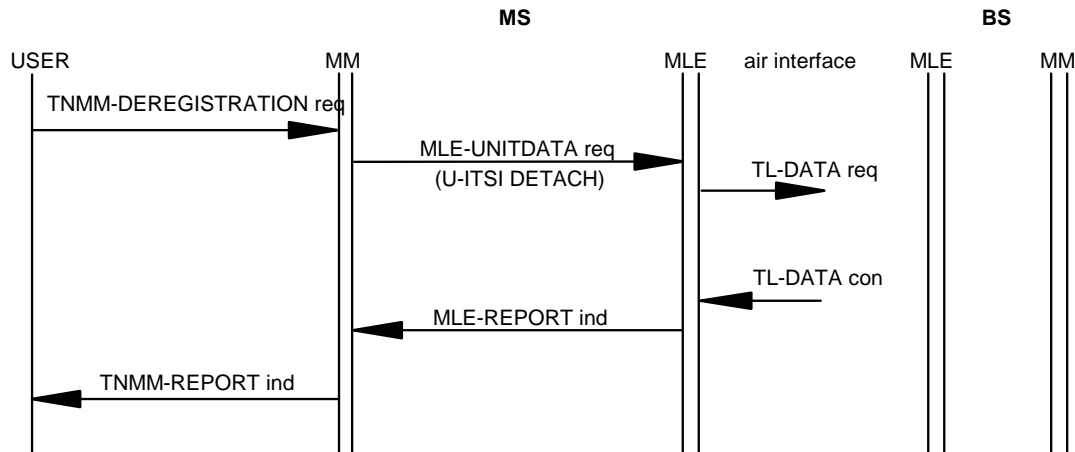 MS BS
USER MM MLE air interface MLE MM
TNMM-DEREGISTRATION req
MLE-UNITDATA req
(U-ITSI DETACH)
TL-DATA req
TL-DATA con
MLE-REPORT ind
TNMM-REPORT ind